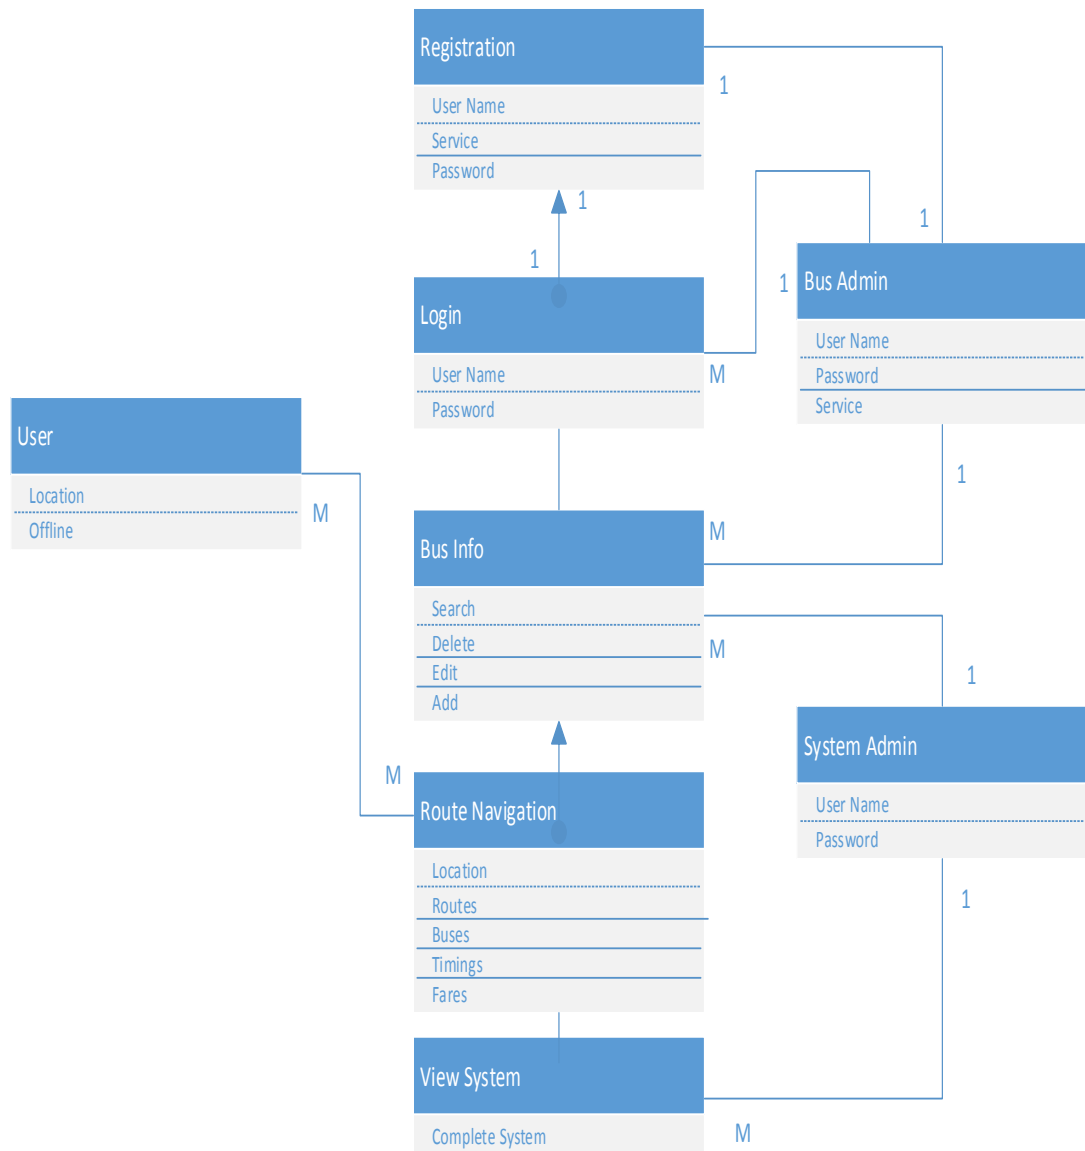 Registration
User Name
Service
Password
1
1
1
1
Login
User Name
Password
M
1
Bus Admin
User Name
Password
Service
1
User
Location
Offline
M
Bus Info
Search
Delete
Edit
Add
M
M
1
System Admin
User Name
Password
1
M
Route Navigation
Location
Routes
Buses
Timings
Fares
View System
Complete System
M